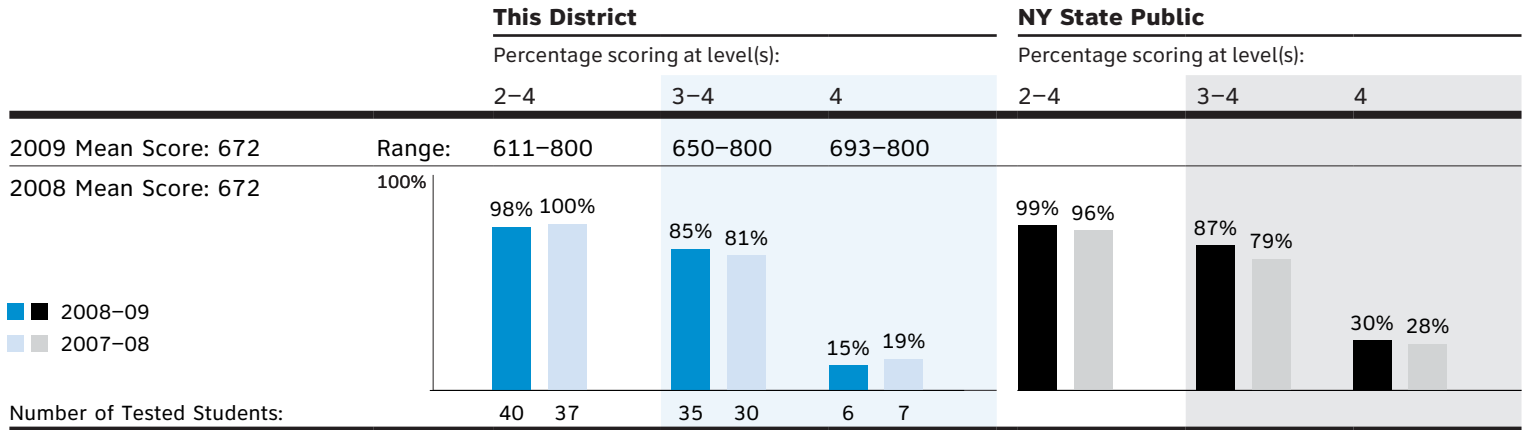 This District NY State Public
Percentage scoring at level(s): Percentage scoring at level(s):
2–4 3–4 4 2–4 3–4 4
2009 Mean Score: 672 Range: 611–800 650–800 693–800
2008 Mean Score: 672 100%
98% 100% 85% 81% 15% 19% 99% 96% 87% 79% 30% 28%
2008–09
2007–08
Number of Tested Students: 40 37 35 30 6 7